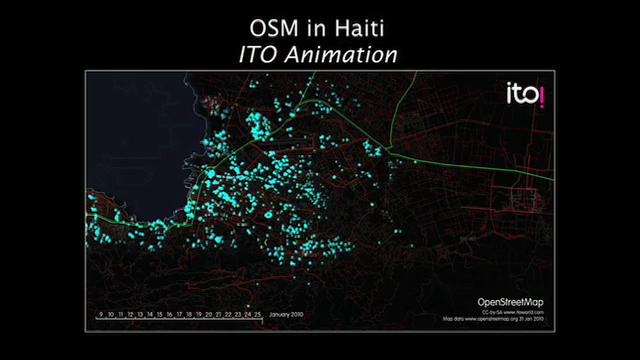 OSM in Haiti
ITO Animation
ito!
9 10 11 12 13 14 15 16 17 18 19 20 21 22 23 24 25 January 2010
OpenStreetMap
CC-by-SA www.itoworld.com
Map data www.openstreetmap.org 31 Jan 2010